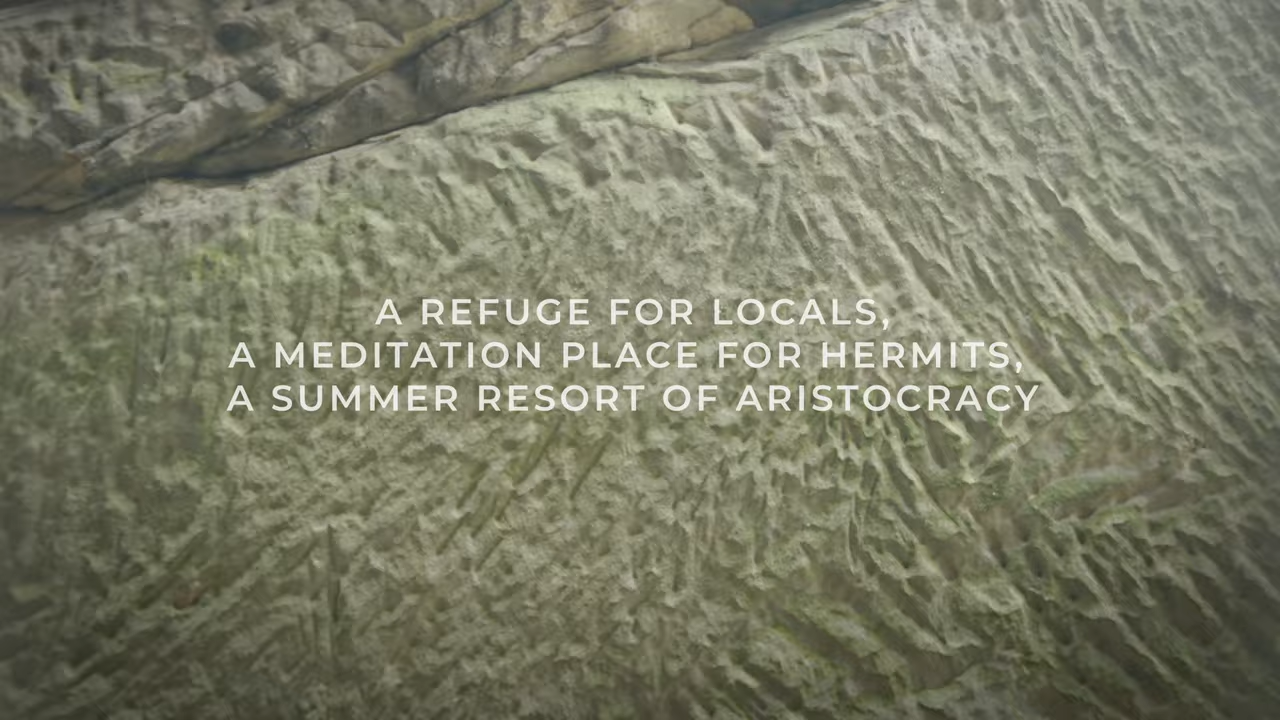 A REFUGE FOR LOCALS,
A MEDITATION PLACE FOR HERMITS,
A SUMMER RESORT OF ARISTOCRACY